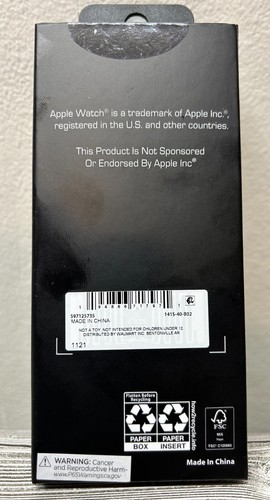 Apple Watch® is a trademark of Apple Inc.®,
registered in the U.S. and other countries.
This Product Is Not Sponsored
Or Endorsed By Apple Inc®
597125735
MADE IN CHINA
1415-40-B02
NOT A TOY. NOT INTENDED FOR CHILDREN UNDER 12.
DISTRIBUTED BY WALMART INC. BENTONVILLE AR
1121
Flatten Before
Recycling
PAPER
BOX
PAPER
INSERT
how2recycle.info
FSC
MIX
Made In China
WARNING: Cancer
and Reproductive Harm-
www.P65Warnings.ca.gov